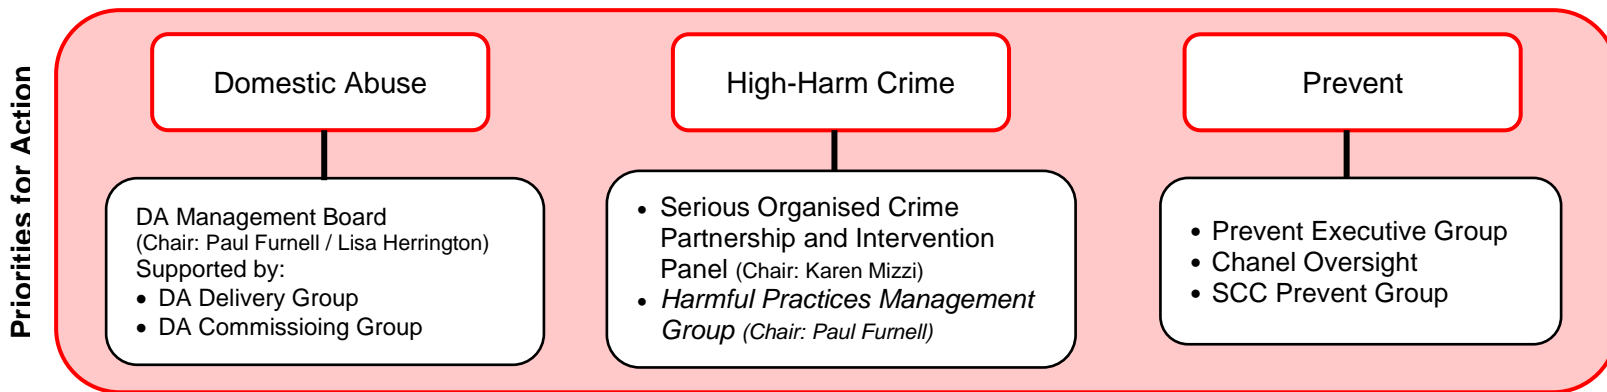 Priorities for Action
Domestic Abuse
DA Management Board
(Chair: Paul Furnell / Lisa Herrington)
Supported by:
• DA Delivery Group
• DA Commissioing Group
High-Harm Crime
• Serious Organised Crime
Partnership and Intervention
Panel (Chair: Karen Mizzi)
• Harmful Practices Management
Group (Chair: Paul Furnell)
Prevent
• Prevent Executive Group
• Chanel Oversight
• SCC Prevent Group